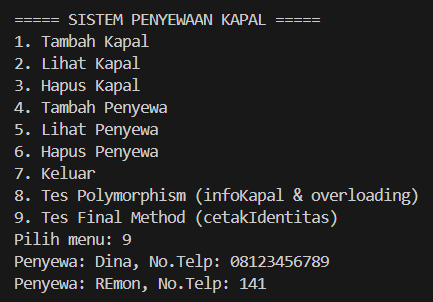 ===== SISTEM PENYEWAAN KAPAL =====
1. Tambah Kapal
2. Lihat Kapal
3. Hapus Kapal
4. Tambah Penyewa
5. Lihat Penyewa
6. Hapus Penyewa
7. Keluar
8. Tes Polymorphism (infoKapal & overloading)
9. Tes Final Method (cetakIdentitas)
Pilih menu: 9
Penyewa: Dina, No.Telp: 08123456789
Penyewa: REmon, No.Telp: 141